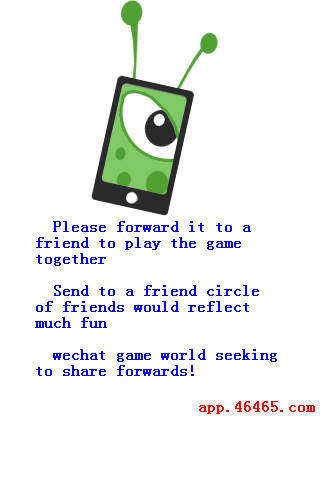 Please forward it to a
friend to play the game
together
Send to a friend circle
of friends would reflect
much fun
wechat game world seeking
to share forwards!
app.46465.com